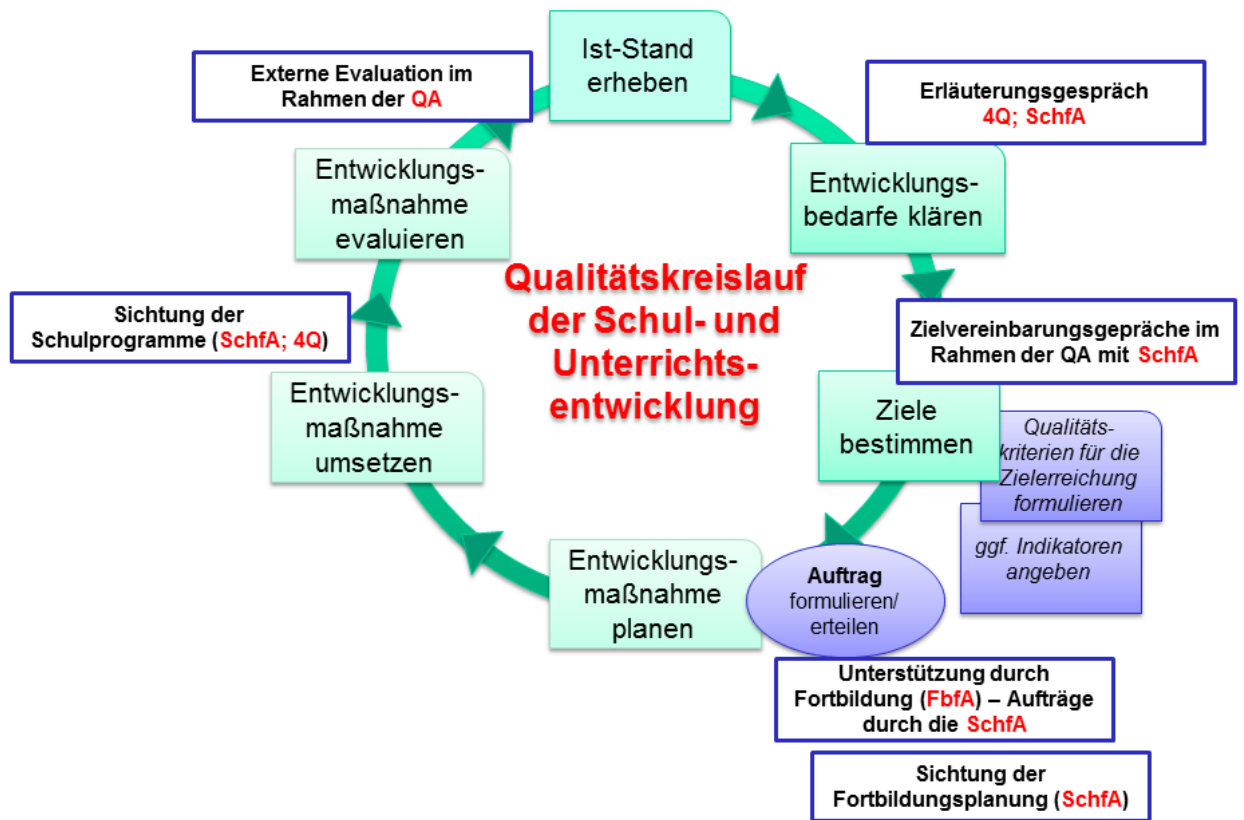 Ist-Stand
erheben
Externe Evaluation im
Rahmen der QA
Erläuterungsgespräch
4Q; SchfA
Entwicklungs-
maßnahme
evaluieren
Entwicklungs-
bedarfe klären
Qualitätskreislauf
der Schul- und
Unterrichts-
entwicklung
Sichtung der
Schulprogramme (SchfA; 4Q)
Zielvereinbarungsgepräche im
Rahmen der QA mit SchfA
Entwicklungs-
maßnahme
umsetzen
Ziele
bestimmen
Qualitäts-
kriterien für die
Zielerreichung
formulieren
ggf. Indikatoren
angeben
Entwicklungs-
maßnahme
planen
Auftrag
formulieren/
erteilen
Unterstützung durch
Fortbildung (FbfA) – Aufträge
durch die SchfA
Sichtung der
Fortbildungsplanung (SchfA)